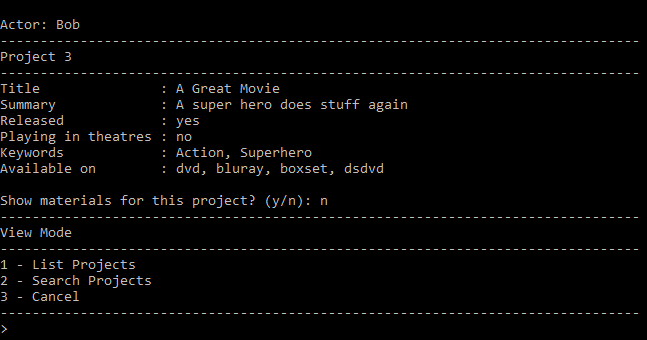 Actor: Bob
--------------------------------------------------------------------------------
Project 3
--------------------------------------------------------------------------------
Title              : A Great Movie
Summary            : A super hero does stuff again
Released           : yes
Playing in theatres : no
Keywords           : Action, Superhero
Available on       : dvd, bluray, boxset, dsdvd
Show materials for this project? (y/n): n
--------------------------------------------------------------------------------
View Mode
--------------------------------------------------------------------------------
1 - List Projects
2 - Search Projects
3 - Cancel
--------------------------------------------------------------------------------
>